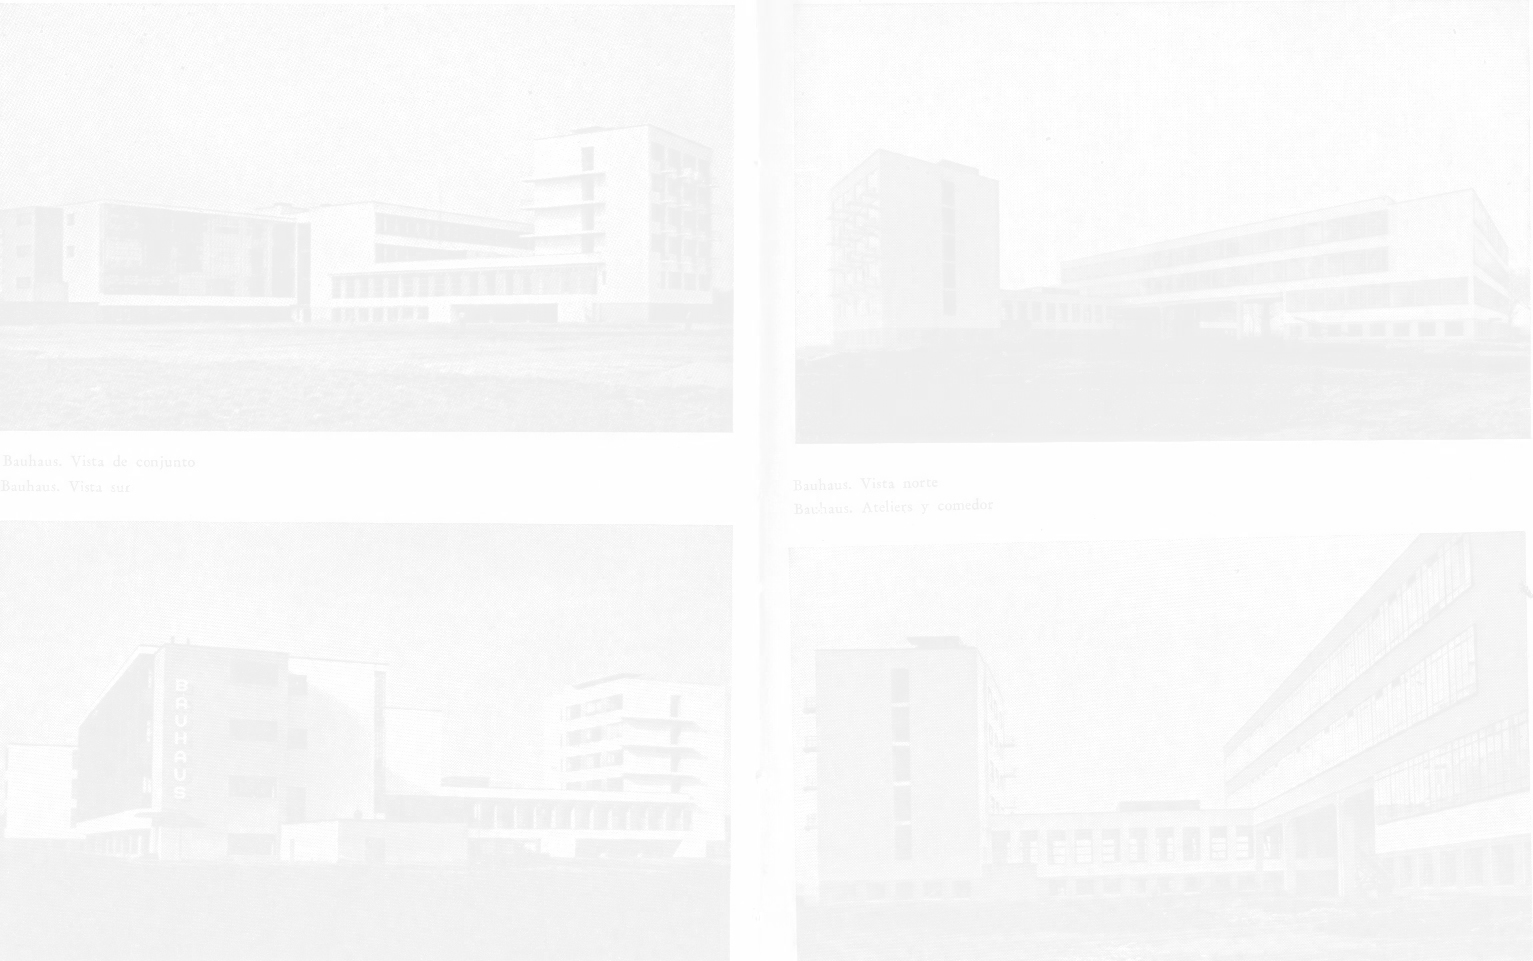 Bauhaus. Vista de conjunto
Bauhaus. Vista sur
Bauhaus. Vista norte
Bauhaus. Ateliers y comedor
BAUHAUS